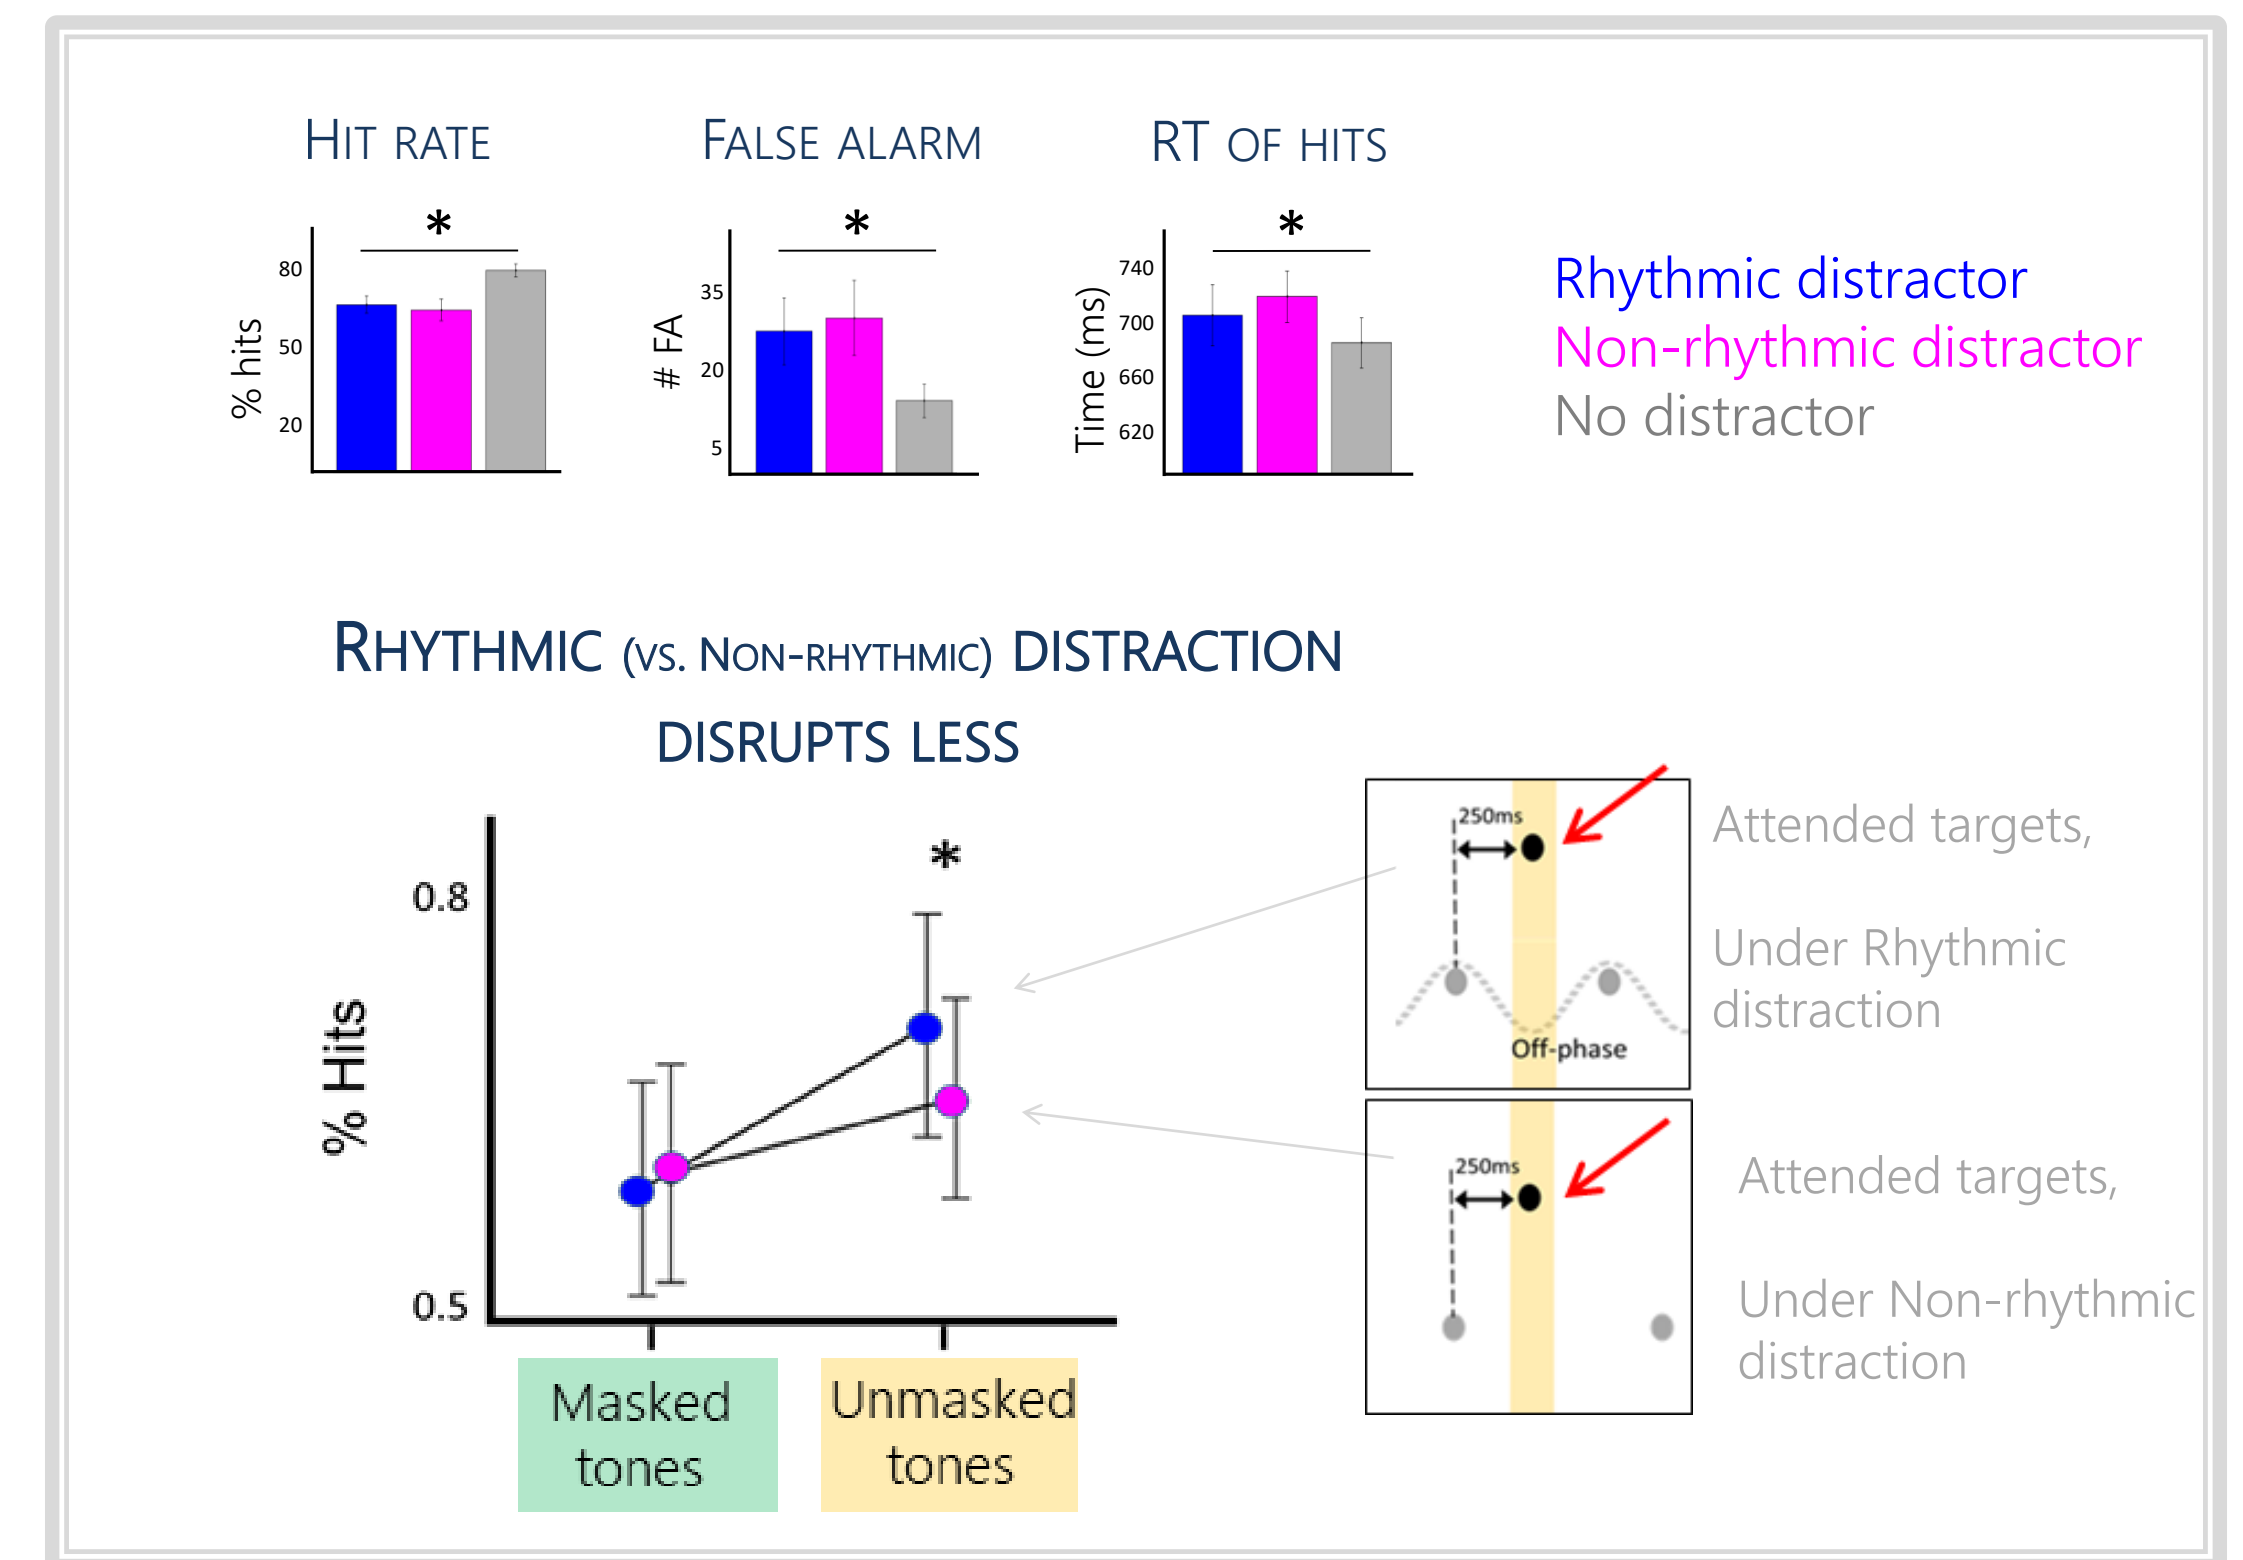 HIT RATE
*
80
50
20
% hits
FALSE ALARM
*
35
20
5
# FA
RT OF HITS
*
740
700
660
620
Time (ms)
Rhythmic distractor
Non-rhythmic distractor
No distractor
RHYTHMIC (VS. NON-RHYTHMIC) DISTRACTION
DISRUPTS LESS
*
0.8
0.5
% Hits
Masked
tones
Unmasked
tones
250ms
Off-phase
Attended targets,
Under Rhythmic
distraction
250ms
Attended targets,
Under Non-rhythmic
distraction